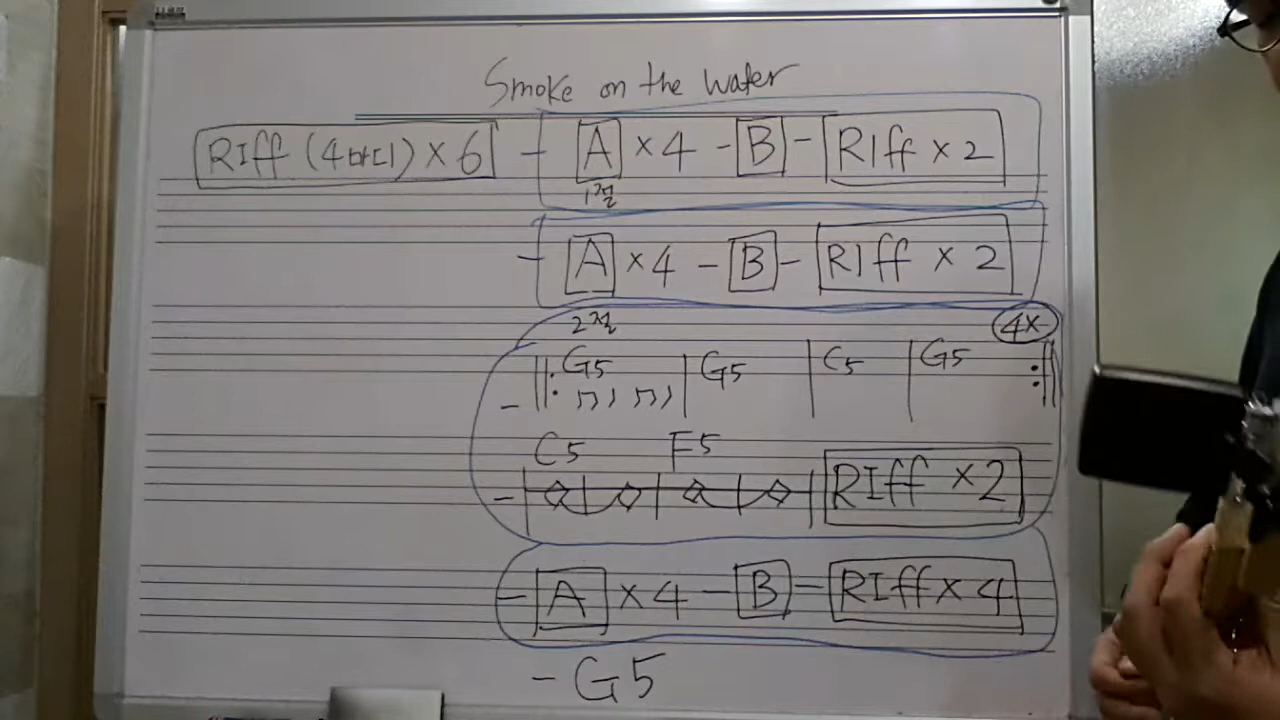 Smoke on the water
RIff (4마디) × 6 - A × 4 - B - RIff × 2
1절
- A × 4 - B - RIff × 2
2절 4x
- G5 G5 C5 G5
C5 F5
- RIff × 2
- A × 4 - B - RIff × 4
- G5